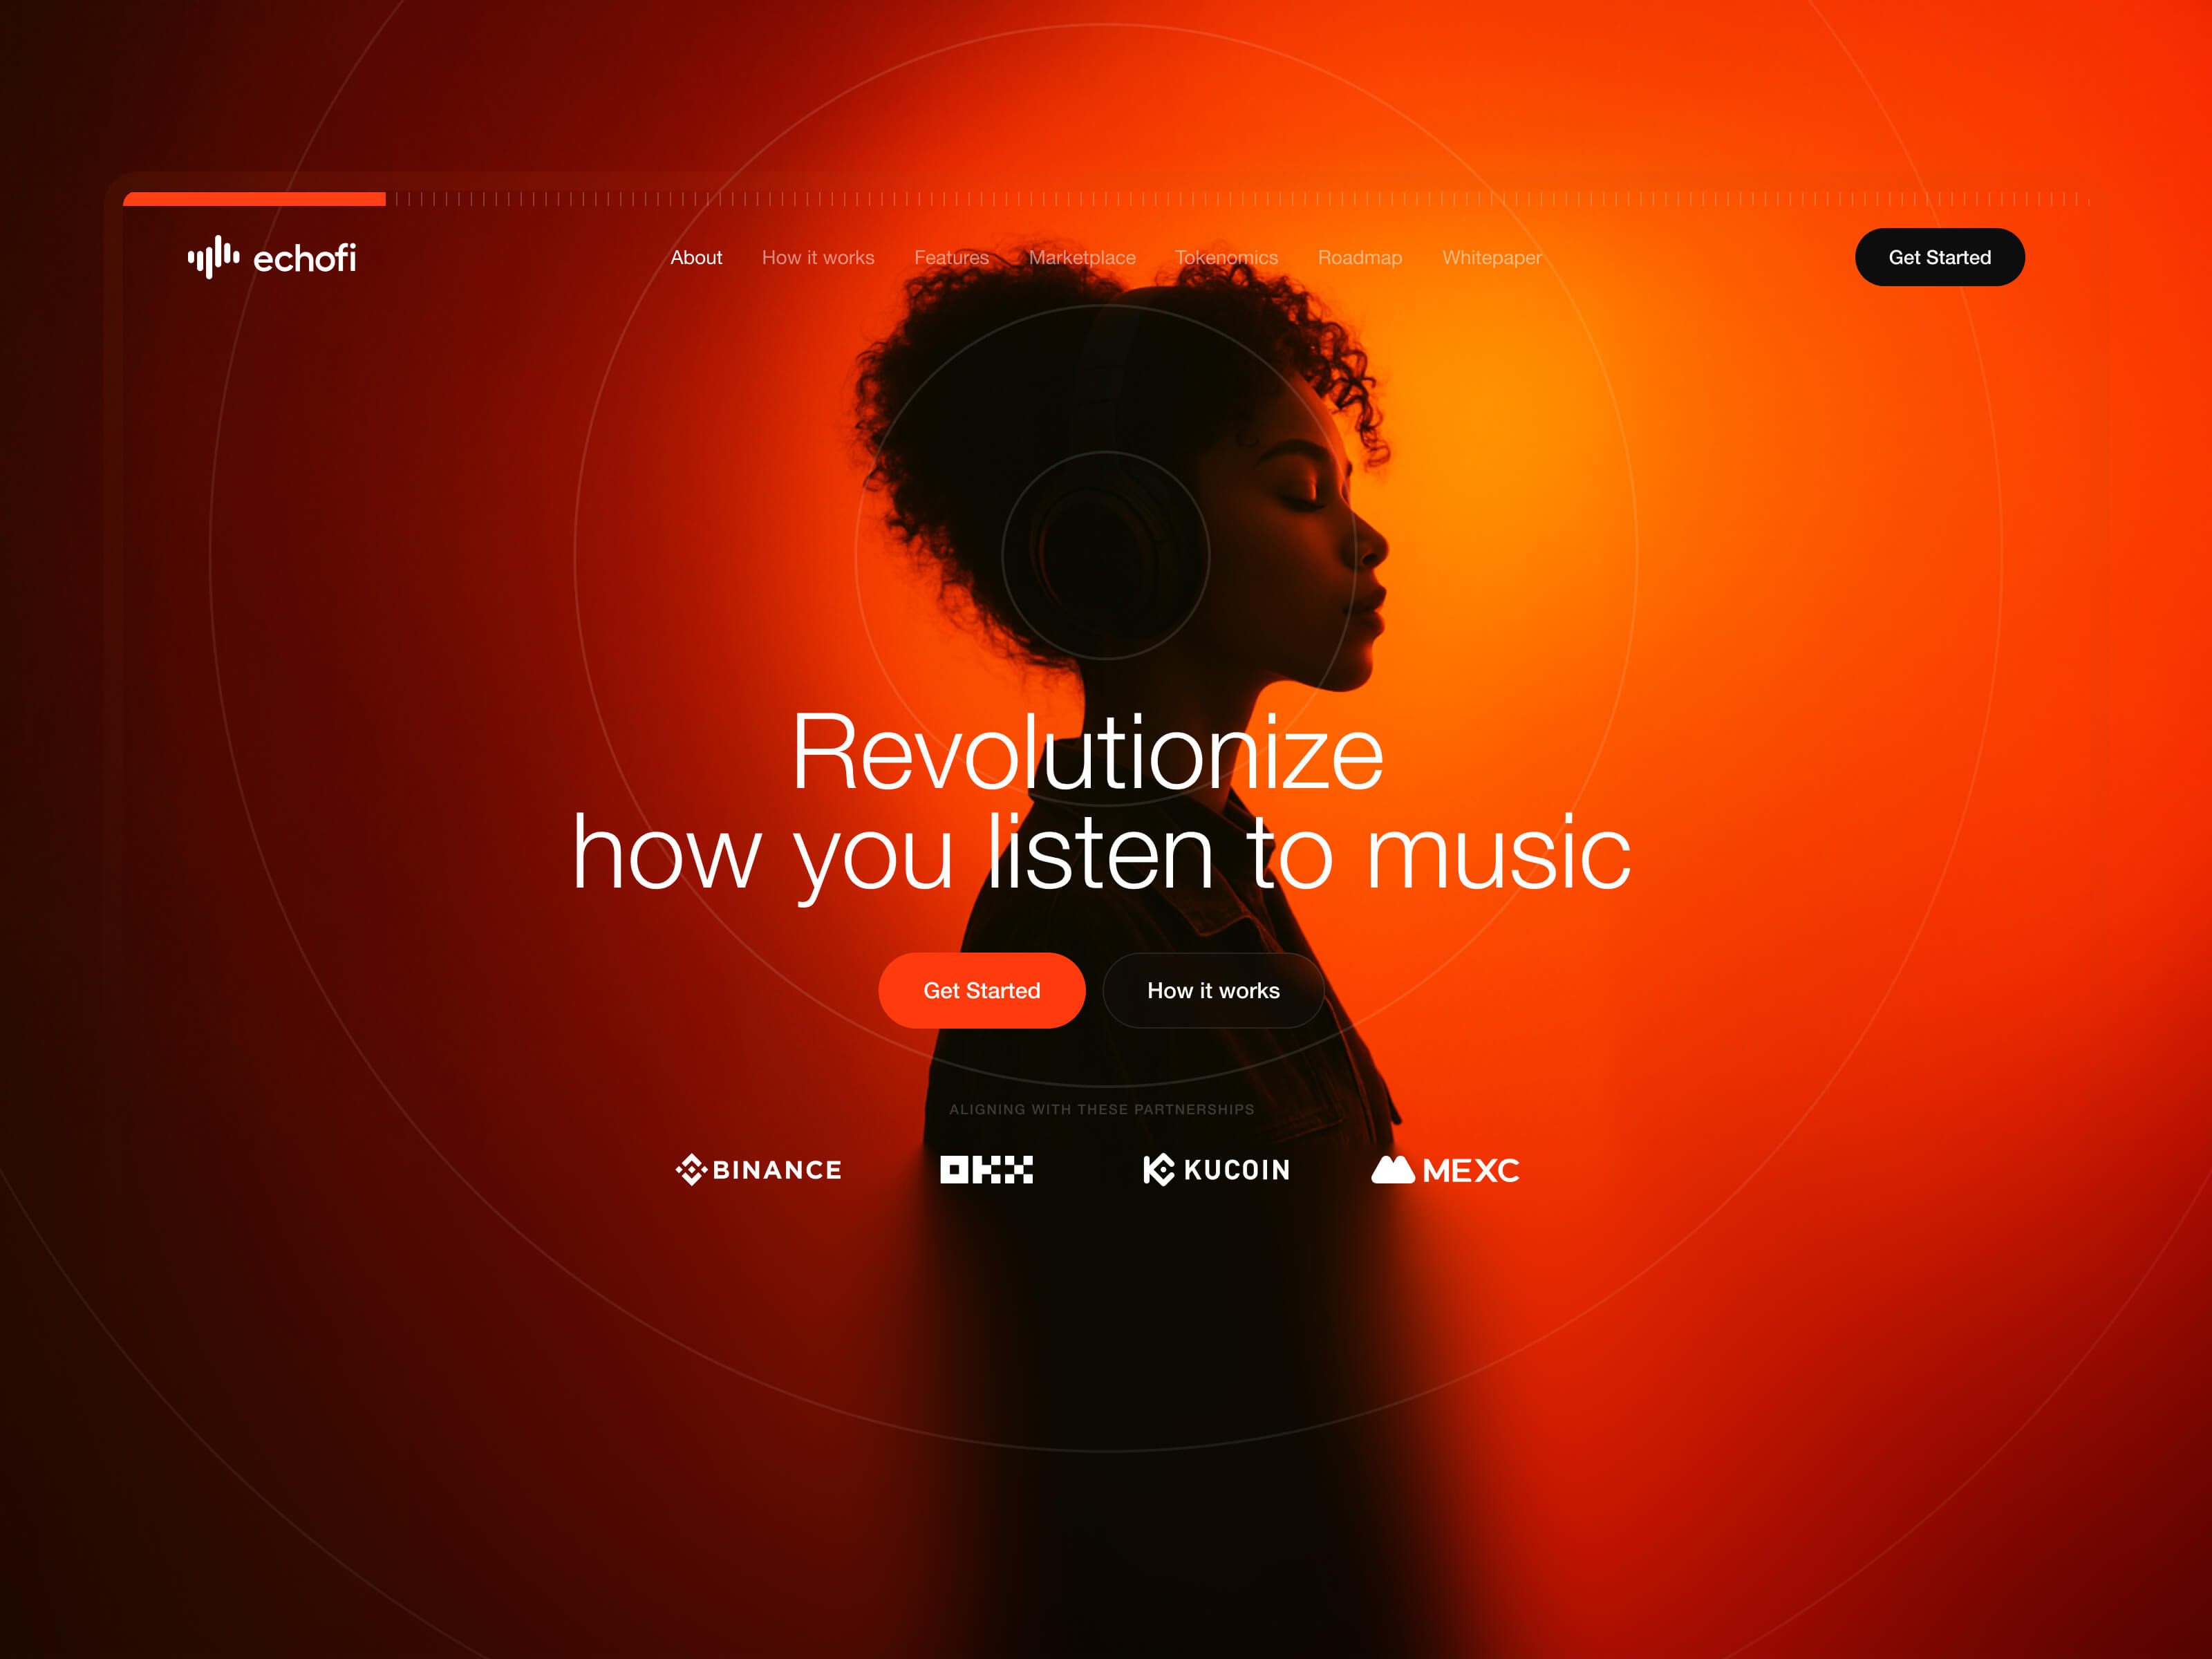 echofi
About How it works Features Marketplace Tokenomics Roadmap Whitepaper
Get Started
Revolutionize
how you listen to music
Get Started How it works
ALIGNING WITH THESE PARTNERSHIPS
BINANCE OKX KUCOIN MEXC